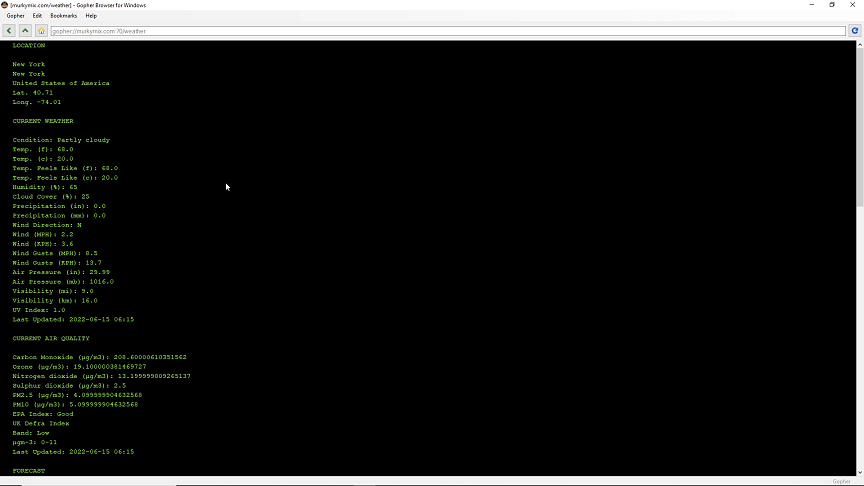 [murkymix.com/weather] - Gopher Browser for Windows
Gopher Edit Bookmarks Help
gopher://murkymix.com:70/weather
LOCATION
New York
New York
United States of America
Lat. 40.71
Long. -74.01
CURRENT WEATHER
Condition: Partly cloudy
Temp. (f): 68.0
Temp. (c): 20.0
Temp. Feels Like (f): 68.0
Temp. Feels Like (c): 20.0
Humidity (%): 65
Cloud Cover (%): 25
Precipitation (in): 0.0
Precipitation (mm): 0.0
Wind Direction: N
Wind (MPH): 2.2
Wind (KPH): 3.6
Wind Gusts (MPH): 8.5
Wind Gusts (KPH): 13.7
Air Pressure (in): 29.99
Air Pressure (mb): 1016.0
Visibility (mi): 9.0
Visibility (km): 16.0
UV Index: 1.0
Last Updated: 2022-06-15 06:15
CURRENT AIR QUALITY
Carbon Monoxide (µg/m3): 208.60000610351562
Ozone (µg/m3): 19.100000381469727
Nitrogen dioxide (µg/m3): 13.199999809265137
Sulphur dioxide (µg/m3): 2.5
PM2.5 (µg/m3): 4.099999904632568
PM10 (µg/m3): 5.099999904632568
EPA Index: Good
UK Defra Index
Band: Low
µgm-3: 0-11
Last Updated: 2022-06-15 06:15
FORECAST
Gopher